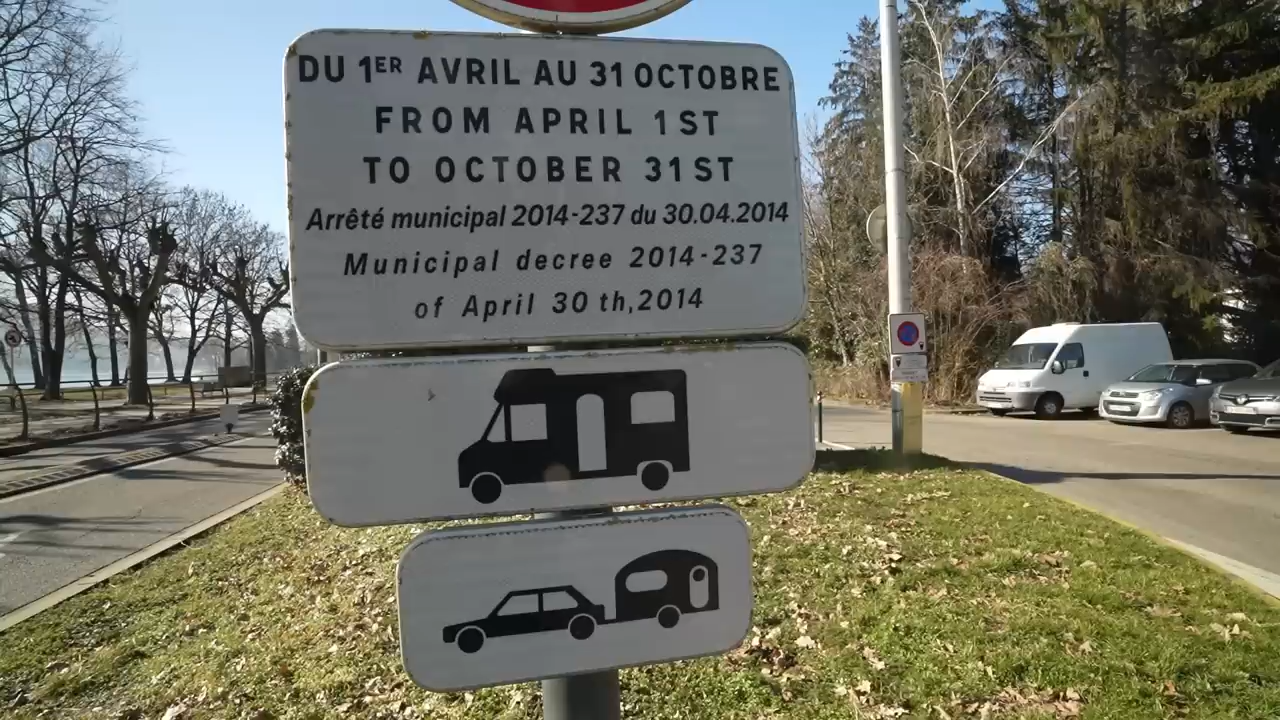 DU 1ER AVRIL AU 31 OCTOBRE
FROM APRIL 1ST
TO OCTOBER 31ST
Arrêté municipal 2014-237 du 30.04.2014
Municipal decree 2014-237
of April 30 th,2014